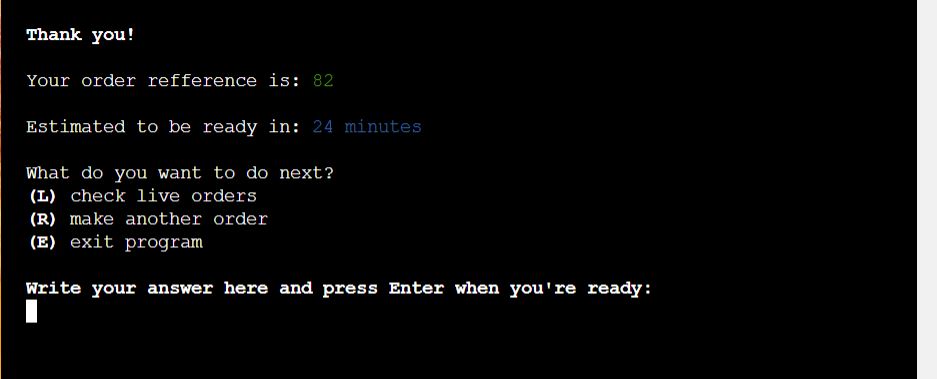 Thank you!
Your order refference is: 82
Estimated to be ready in: 24 minutes
What do you want to do next?
(L) check live orders
(R) make another order
(E) exit program
Write your answer here and press Enter when you're ready: